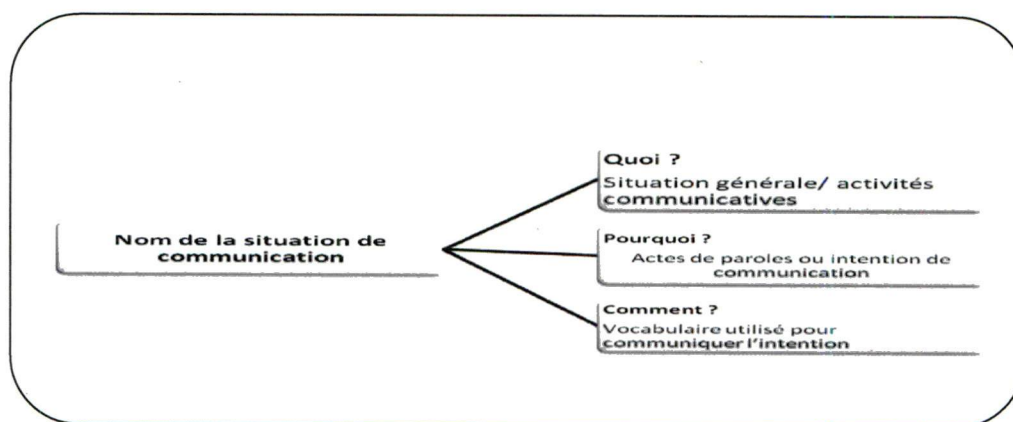 Nom de la situation de
communication
Quoi ?
Situation générale/ activités
communicatives
Pourquoi ?
Actes de paroles ou intention de
communication
Comment ?
Vocabulaire utilisé pour
communiquer l'intention